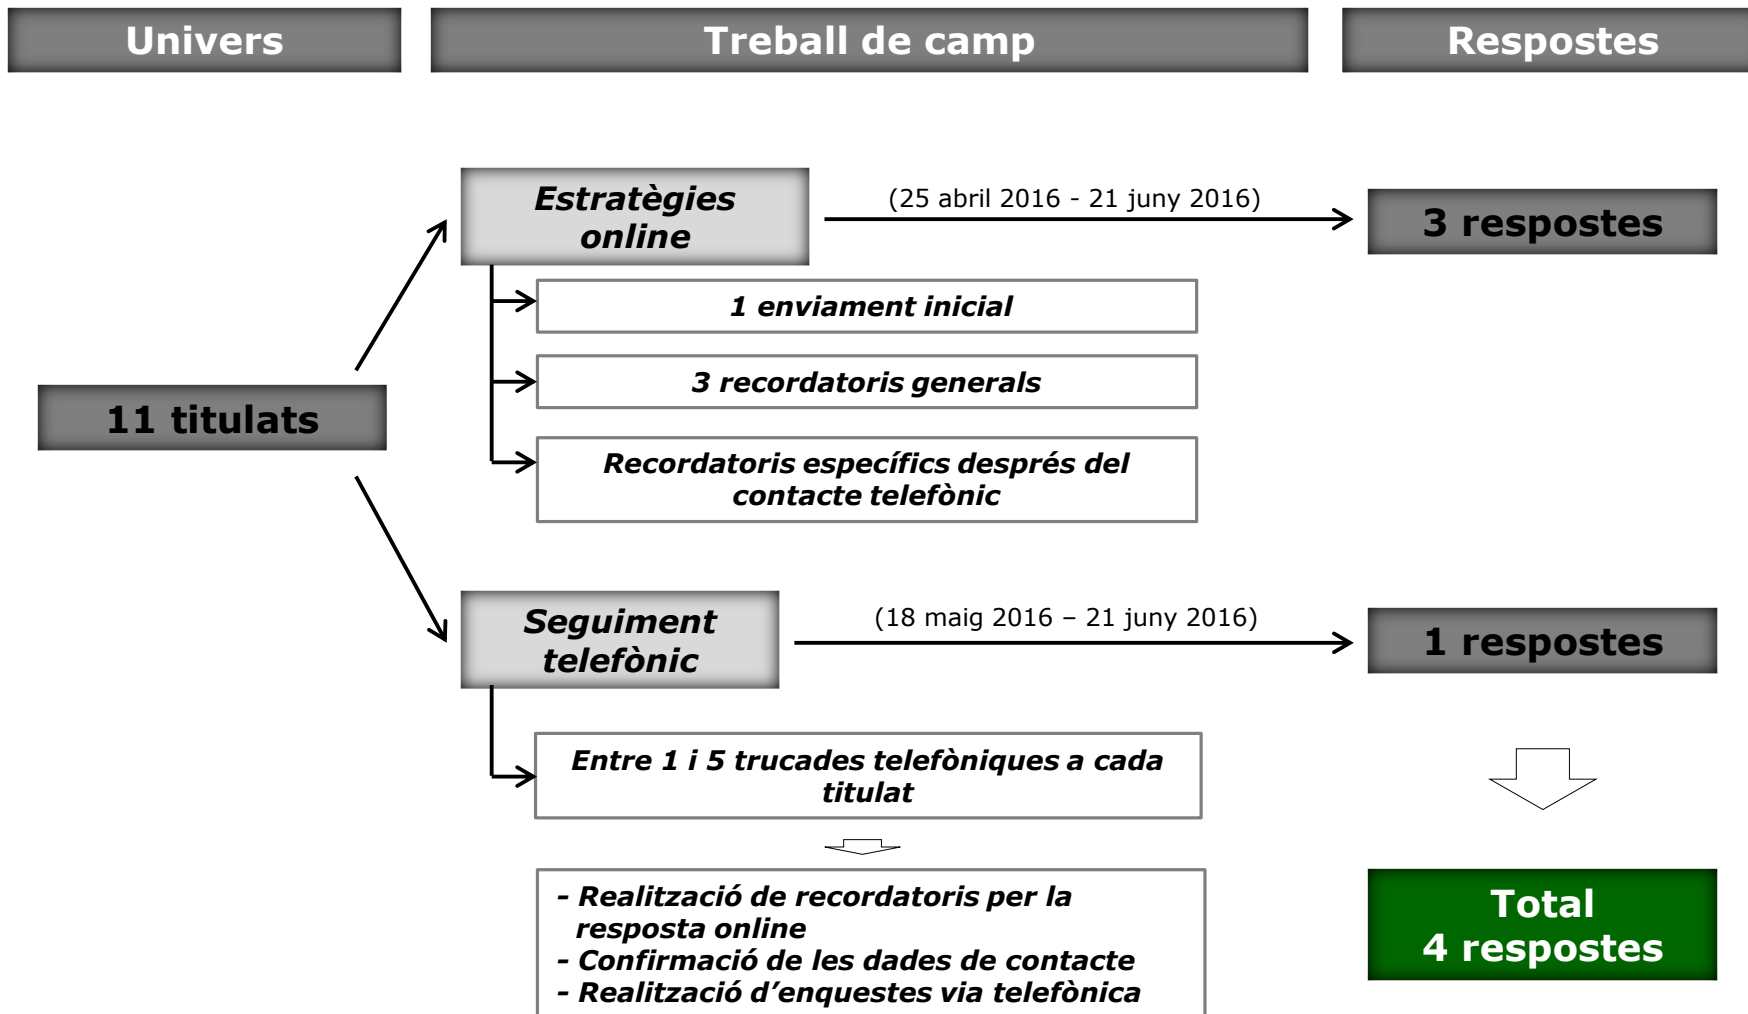 Univers
Treball de camp
Respostes
Estratègies
online
(25 abril 2016 - 21 juny 2016)
3 respostes
1 enviament inicial
3 recordatoris generals
11 titulats
Recordatoris específics després del
contacte telefònic
Seguiment
telefònic
(18 maig 2016 – 21 juny 2016)
1 respostes
Entre 1 i 5 trucades telefòniques a cada
titulat
- Realització de recordatoris per la
resposta online
- Confirmació de les dades de contacte
- Realització d’enquestes via telefònica
Total
4 respostes